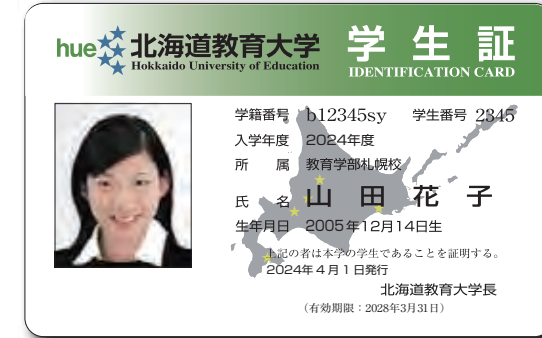 hue 北海道教育大学 学生証
Hokkaido University of Education IDENTIFICATION CARD
学籍番号 b12345sy 学生番号 2345
入学年度 2024年度
所属 教育学部札幌校
氏名 山田花子
生年月日 2005年12月14日生
上記の者は本学の学生であることを証明する。
2024年4月1日発行
北海道教育大学長
（有効期限：2028年3月31日）